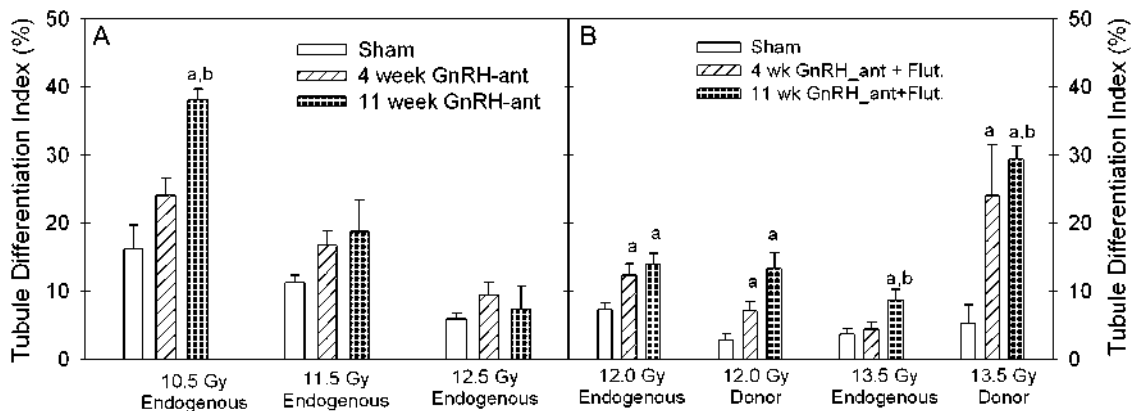 Tubule Differentiation Index (%)
50
40
30
20
10
0
A
Sham
4 week GnRH-ant
11 week GnRH-ant
a,b
10.5 Gy
Endogenous
11.5 Gy
Endogenous
12.5 Gy
Endogenous
B
Sham
4 wk GnRH_ant + Flut.
11 wk GnRH_ant+Flut.
a
a
a
a
a,b
a
a,b
12.0 Gy
Endogenous
12.0 Gy
Donor
13.5 Gy
Endogenous
13.5 Gy
Donor
50
40
30
20
10
0
Tubule Differentiation Index (%)